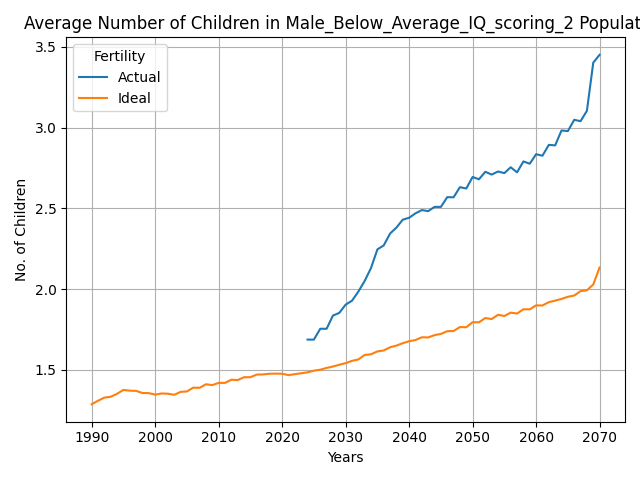 Average Number of Children in Male_Below_Average_IQ_scoring_2 Populat
Fertility
Actual
Ideal
3.5
3.0
2.5
2.0
1.5
No. of Children
1990 2000 2010 2020 2030 2040 2050 2060 2070
Years